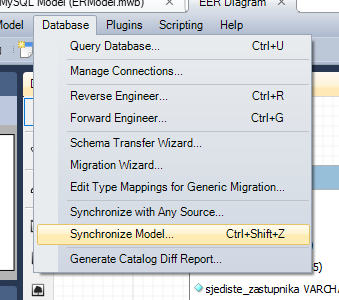 MySQL Model (ERModel.mwb) × EER Diagram ×
Model Database Plugins Scripting Help
Query Database... Ctrl+U
Manage Connections...
Reverse Engineer... Ctrl+R
Forward Engineer... Ctrl+G
Schema Transfer Wizard...
Migration Wizard...
Edit Type Mappings for Generic Migration...
Synchronize with Any Source...
Synchronize Model... Ctrl+Shift+Z
Generate Catalog Diff Report...
5)
sjediste_zastupnika VARCHA